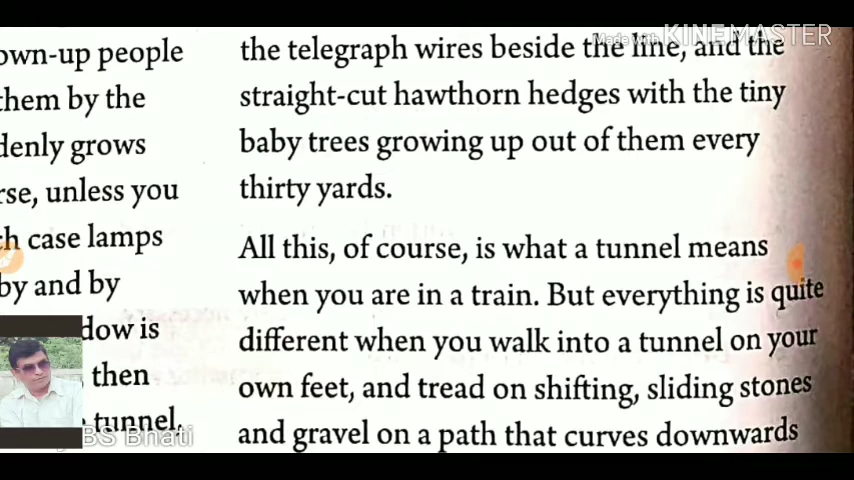 Made with KINEMASTER
own-up people
them by the
denly grows
rse, unless you
th case lamps
by and by
dow is
then
tunnel,
BS Bhati
the telegraph wires beside the line, and the
straight-cut hawthorn hedges with the tiny
baby trees growing up out of them every
thirty yards.
All this, of course, is what a tunnel means
when you are in a train. But everything is quite
different when you walk into a tunnel on your
own feet, and tread on shifting, sliding stones
and gravel on a path that curves downwards